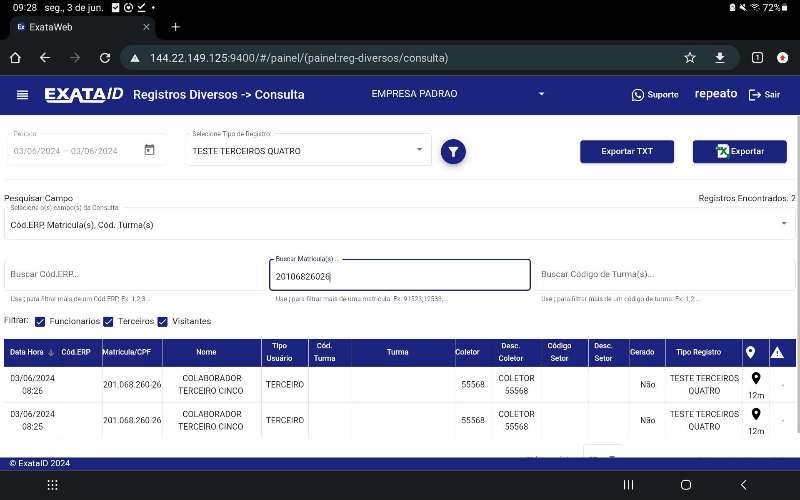 09:28 seg., 3 de jun.
72%
ExataWeb
144.22.149.125:9400/#/painel/(painel:reg-diversos/consulta)
1
EXATA ID
Registros Diversos -> Consulta
EMPRESA PADRAO
Suporte
repeato
Sair
Período
03/06/2024 – 03/06/2024
Selecione Tipo de Registro:
TESTE TERCEIROS QUATRO
Exportar TXT
Exportar
Pesquisar Campo
Registros Encontrados: 2
Selecione o(s) campo(s) da Consulta:
Cód.ERP, Matricula(s), Cód. Turma(s)
Buscar Cód.ERP...
Buscar Matricula(s)...
20106826026
Buscar Código de Turma(s)...
Use ; para filtrar mais de um Cód.ERP. Ex: 1;2;3...
Use ; para filtrar mais de uma matrícula. Ex: 91523;12533;...
Use ; para filtrar mais de um código de turma. Ex: 1;2;...
Filtrar: Funcionarios Terceiros Visitantes
Data Hora ↓ Cód.ERP Matrícula/CPF Nome Tipo Usuário Cód. Turma Turma Coletor Desc. Coletor Código Setor Desc. Setor Gerado Tipo Registro
03/06/2024 08:26 201.068.260-26 COLABORADOR TERCEIRO CINCO TERCEIRO 55568 COLETOR 55568 Não TESTE TERCEIROS QUATRO 12m -
03/06/2024 08:25 201.068.260-26 COLABORADOR TERCEIRO CINCO TERCEIRO 55568 COLETOR 55568 Não TESTE TERCEIROS QUATRO 12m -
© ExataID 2024